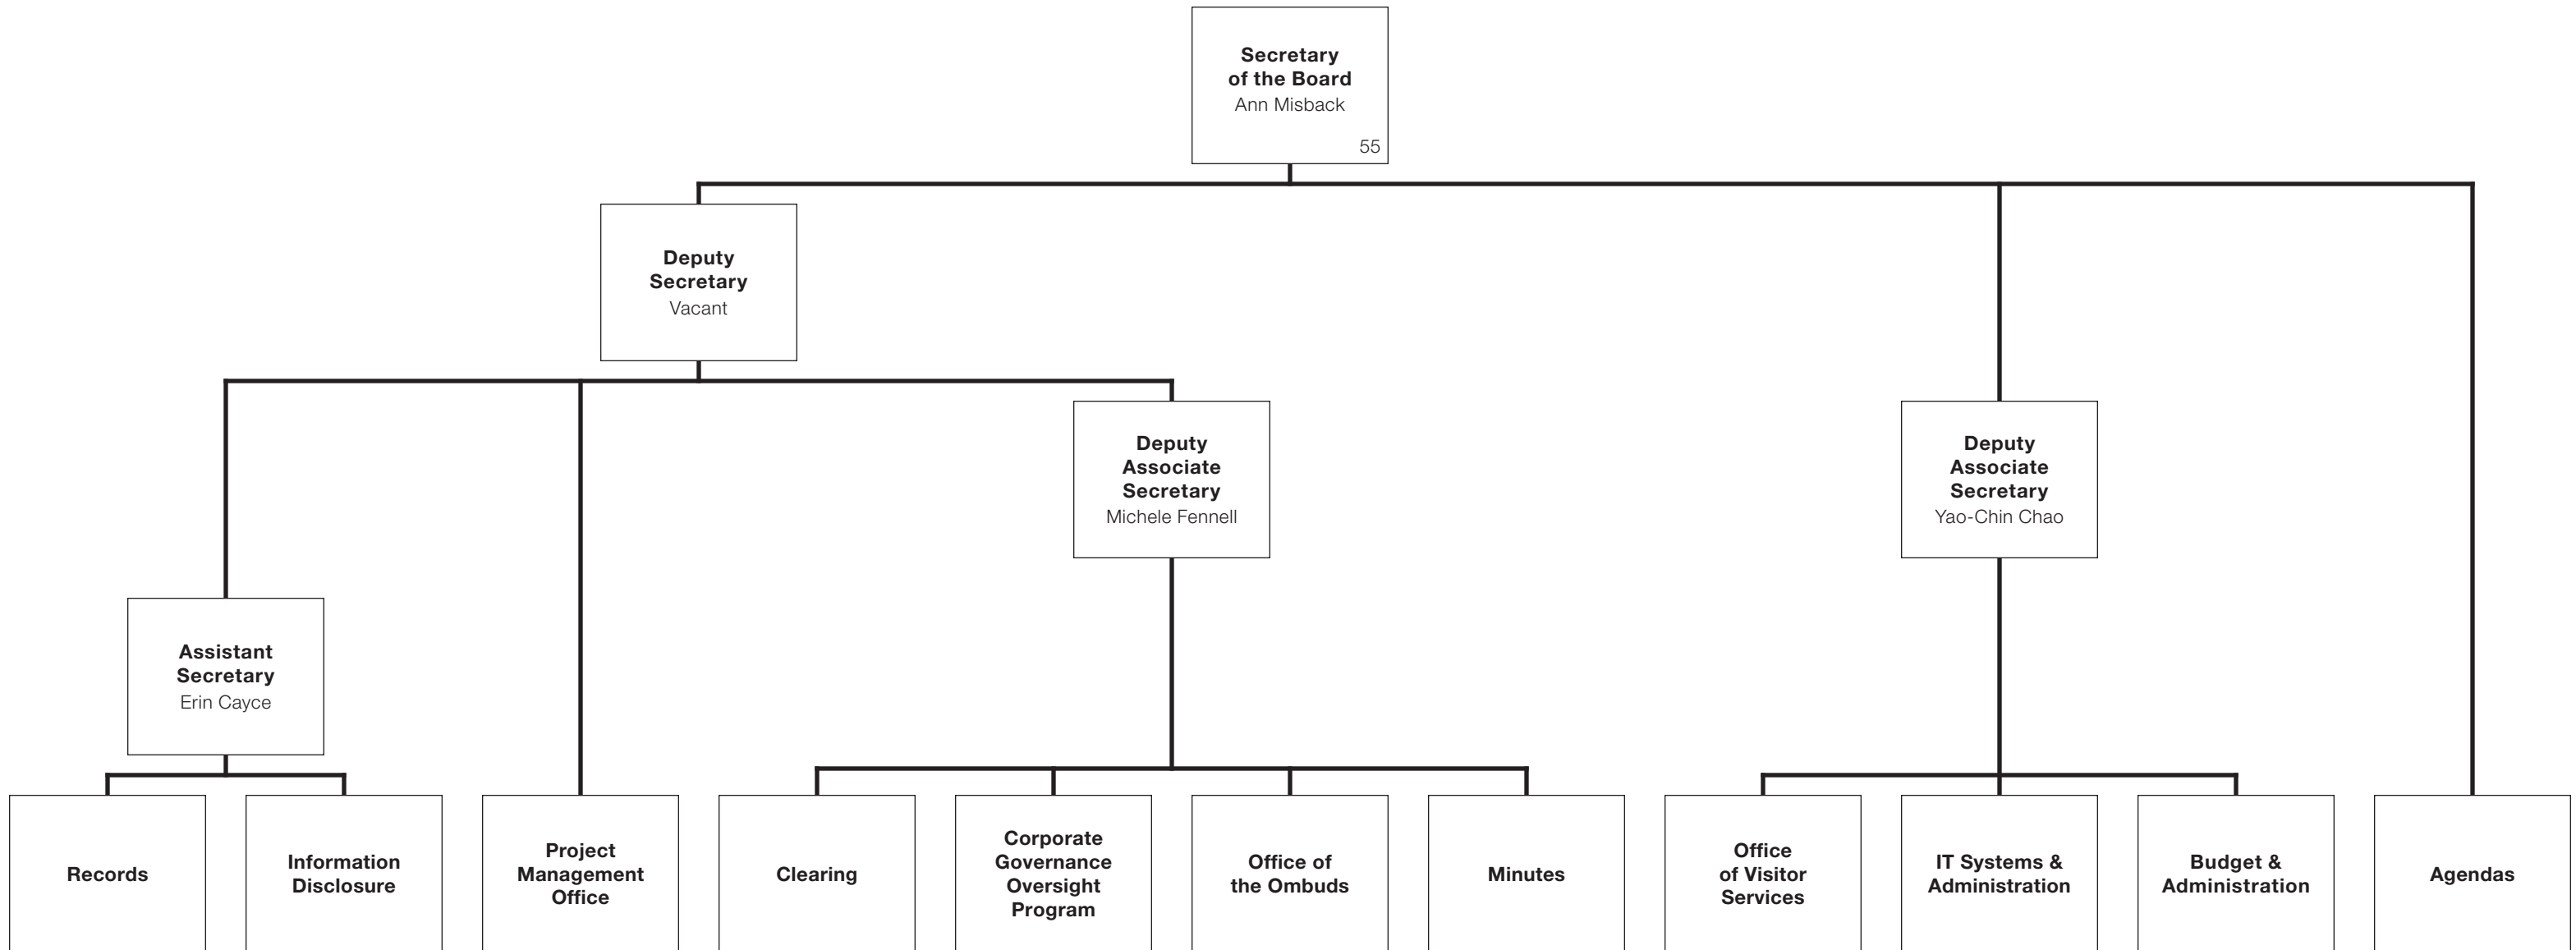 Secretary
of the Board
Ann Misback
55
Deputy
Secretary
Vacant
Deputy
Associate
Secretary
Michele Fennell
Deputy
Associate
Secretary
Yao-Chin Chao
Assistant
Secretary
Erin Cayce
Records
Information
Disclosure
Project
Management
Office
Clearing
Corporate
Governance
Oversight
Program
Office of
the Ombuds
Minutes
Office
of Visitor
Services
IT Systems &
Administration
Budget &
Administration
Agendas